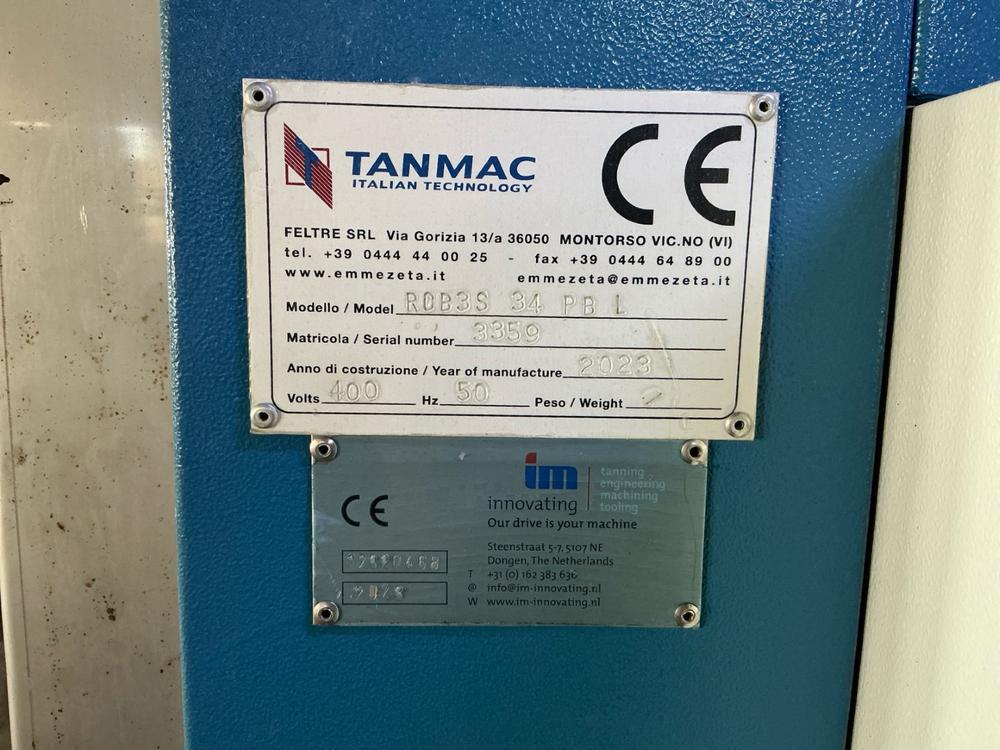 TANMAC
ITALIAN TECHNOLOGY
CE
FELTRE SRL Via Gorizia 13/a 36050 MONTORSO VIC.NO (VI)
tel. +39 0444 44 00 25 - fax +39 0444 64 89 00
www.emmezeta.it emmezeta@emmezeta.it
Modello / Model ROB3S 34 PB L
Matricola / Serial number 3359
Anno di costruzione / Year of manufacture 2023
Volts 400 Hz 50 Peso / Weight
CE
im
innovating
tanning
engineering
machining
tooling
Our drive is your machine
Steenstraat 5-7, 5107 NE
Dongen, The Netherlands
T +31 (0) 162 383 636
@ info@im-innovating.nl
W www.im-innovating.nl